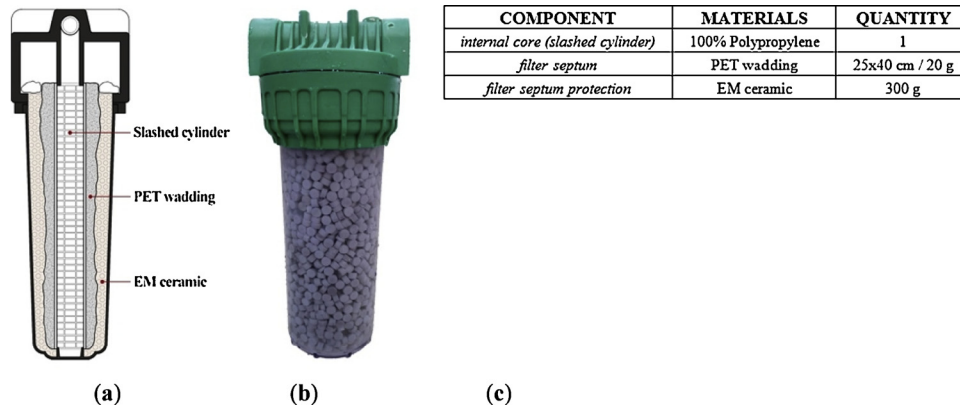 Slashed cylinder
PET wadding
EM ceramic
(a)
(b)
COMPONENT MATERIALS QUANTITY
internal core (slashed cylinder) 100% Polypropylene 1
filter septum PET wadding 25x40 cm / 20 g
filter septum protection EM ceramic 300 g
(c)